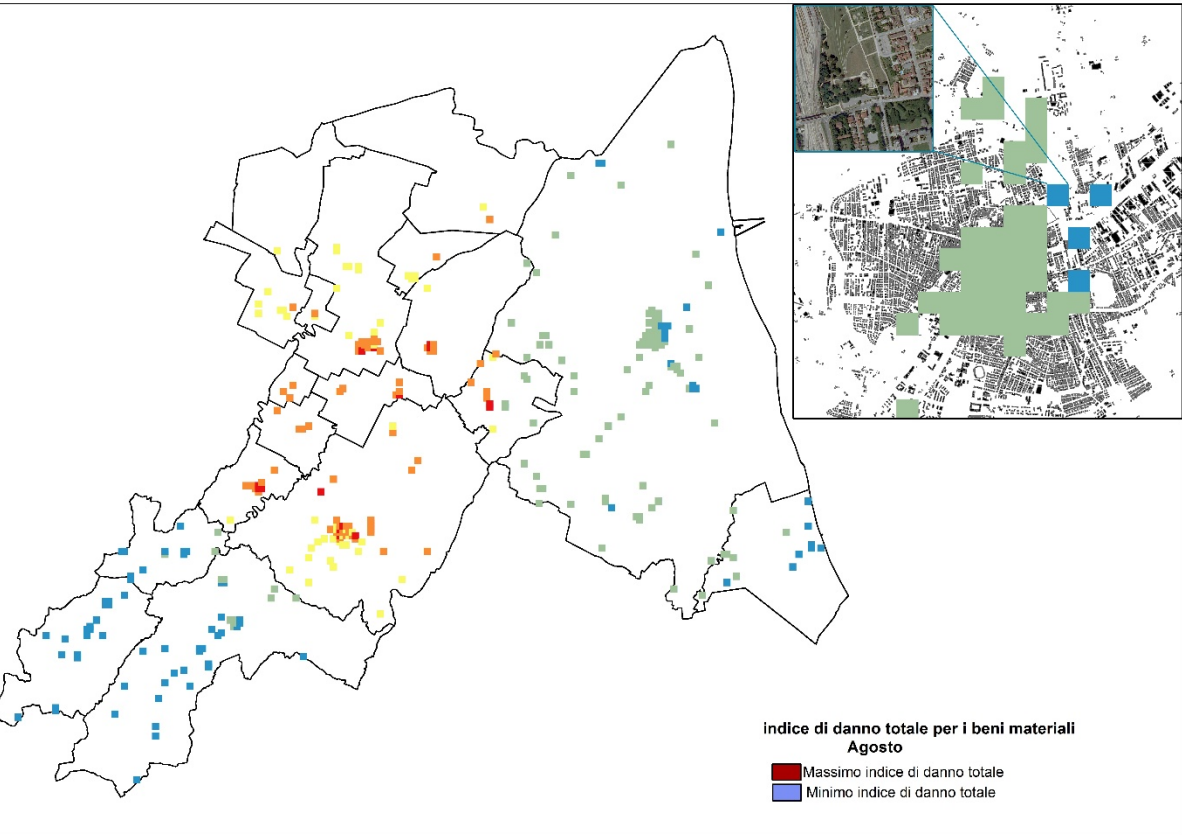 indice di danno totale per i beni materiali
Agosto
Massimo indice di danno totale
Minimo indice di danno totale